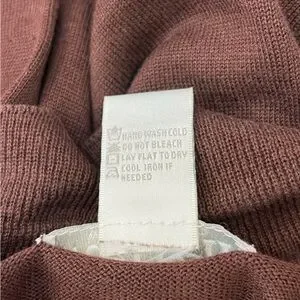 HAND WASH COLD
DO NOT BLEACH
LAY FLAT TO DRY
COOL IRON IF
NEEDED